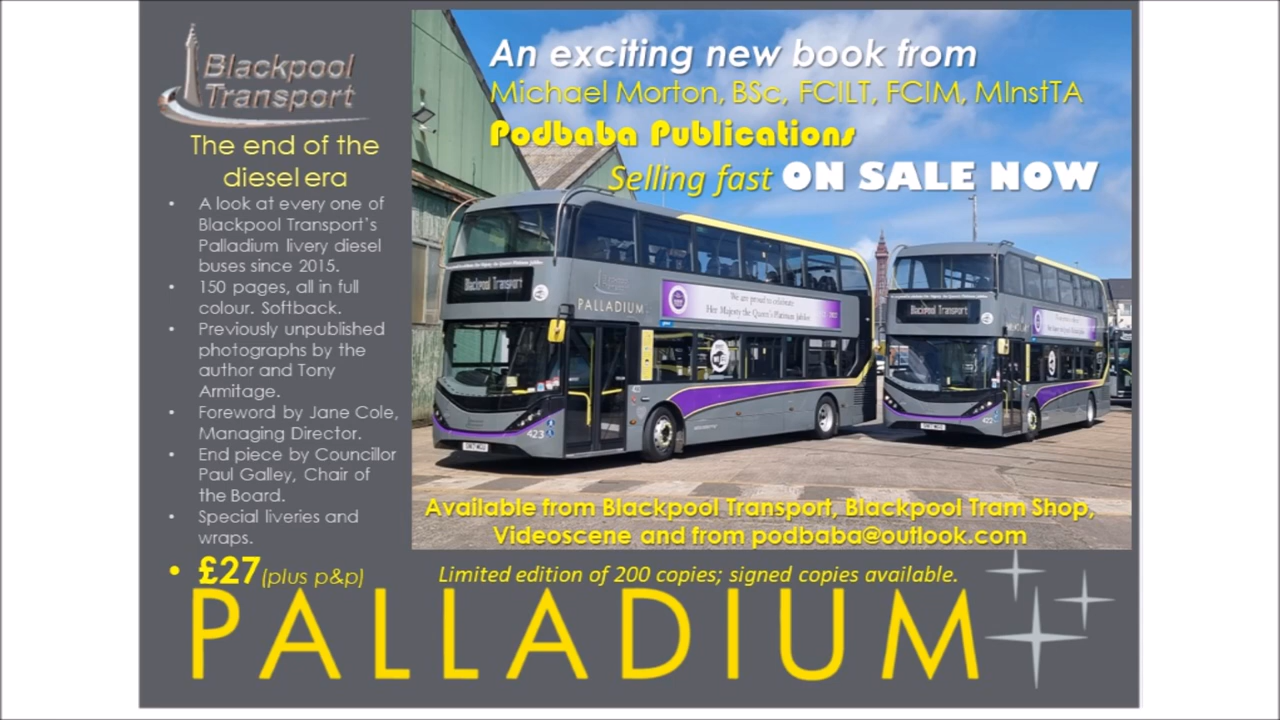 Blackpool
Transport
The end of the
diesel era
• A look at every one of
Blackpool Transport's
Palladium livery diesel
buses since 2015.
• 150 pages, all in full
colour. Softback.
• Previously unpublished
photographs by the
author and Tony
Armitage.
• Foreword by Jane Cole,
Managing Director.
• End piece by Councillor
Paul Galley, Chair of
the Board.
• Special liveries and
wraps.
• £27(plus p&p)
An exciting new book from
Michael Morton, BSc, FCILT, FCIM, MInstTA
Podbaba Publications
Selling fast ON SALE NOW
Blackpool Transport
PALLADIUM
We are proud to celebrate
Her Majesty the Queen's Platinum Jubilee
423
Blackpool Transport
422
Available from Blackpool Transport, Blackpool Tram Shop,
Videoscene and from podbaba@outlook.com
Limited edition of 200 copies; signed copies available.
PALLADIUM